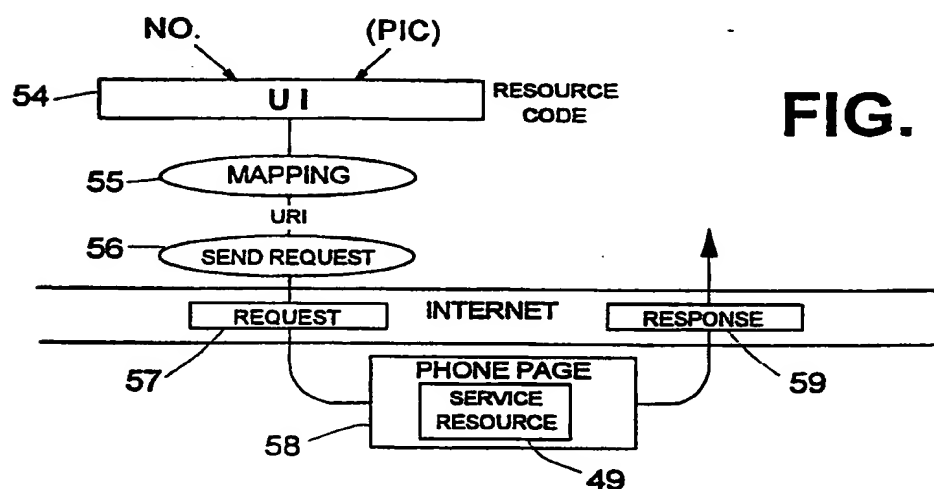 NO.
(PIC)
54
U I
RESOURCE
CODE
FIG.
55
MAPPING
URI
56
SEND REQUEST
REQUEST
INTERNET
RESPONSE
57
PHONE PAGE
59
SERVICE
RESOURCE
58
49